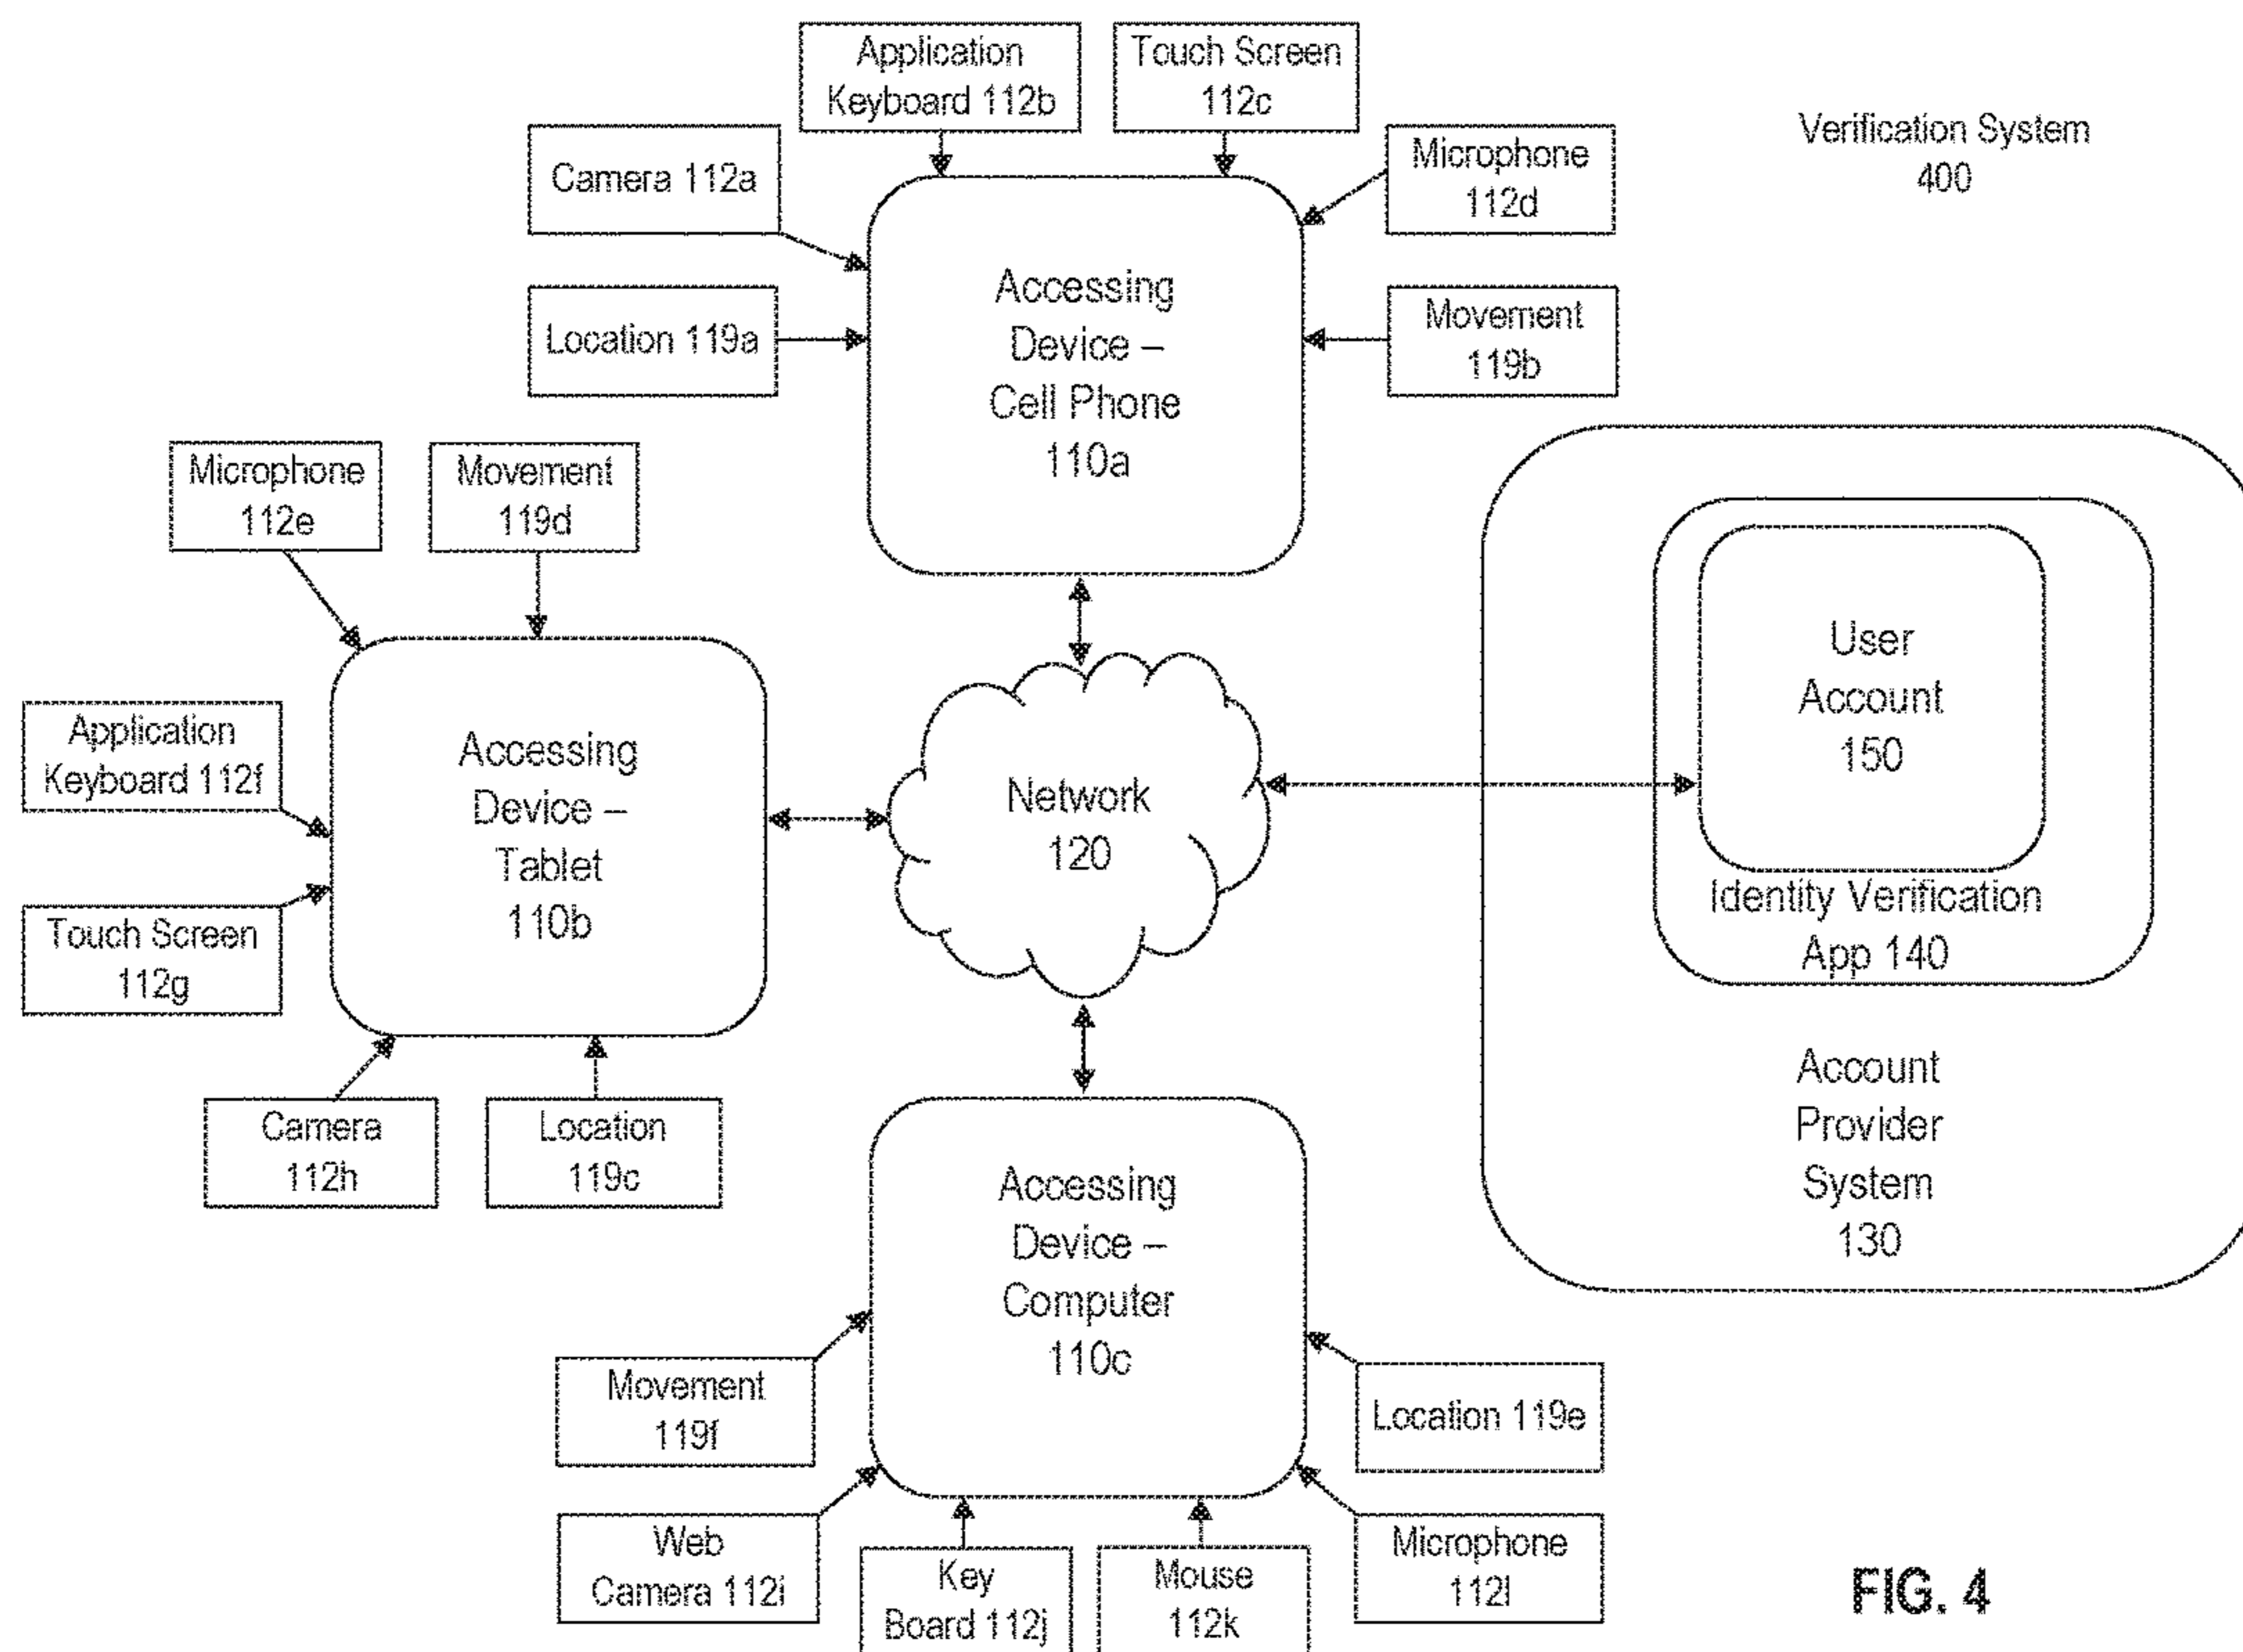 Application
Keyboard 112b
Touch Screen
112c
Verification System
400
Camera 112a
Microphone
112d
Location 119a
Accessing
Device –
Cell Phone
110a
Movement
119b
Microphone
112e
Movement
119d
Application
Keyboard 112f
Touch Screen
112g
Accessing
Device –
Tablet
110b
Camera
112h
Location
119c
Network
120
User
Account
150
Identity Verification
App 140
Account
Provider
System
130
Accessing
Device –
Computer
110c
Movement
119f
Location 119e
Web
Camera 112i
Key
Board 112j
Mouse
112k
Microphone
112l
FIG. 4